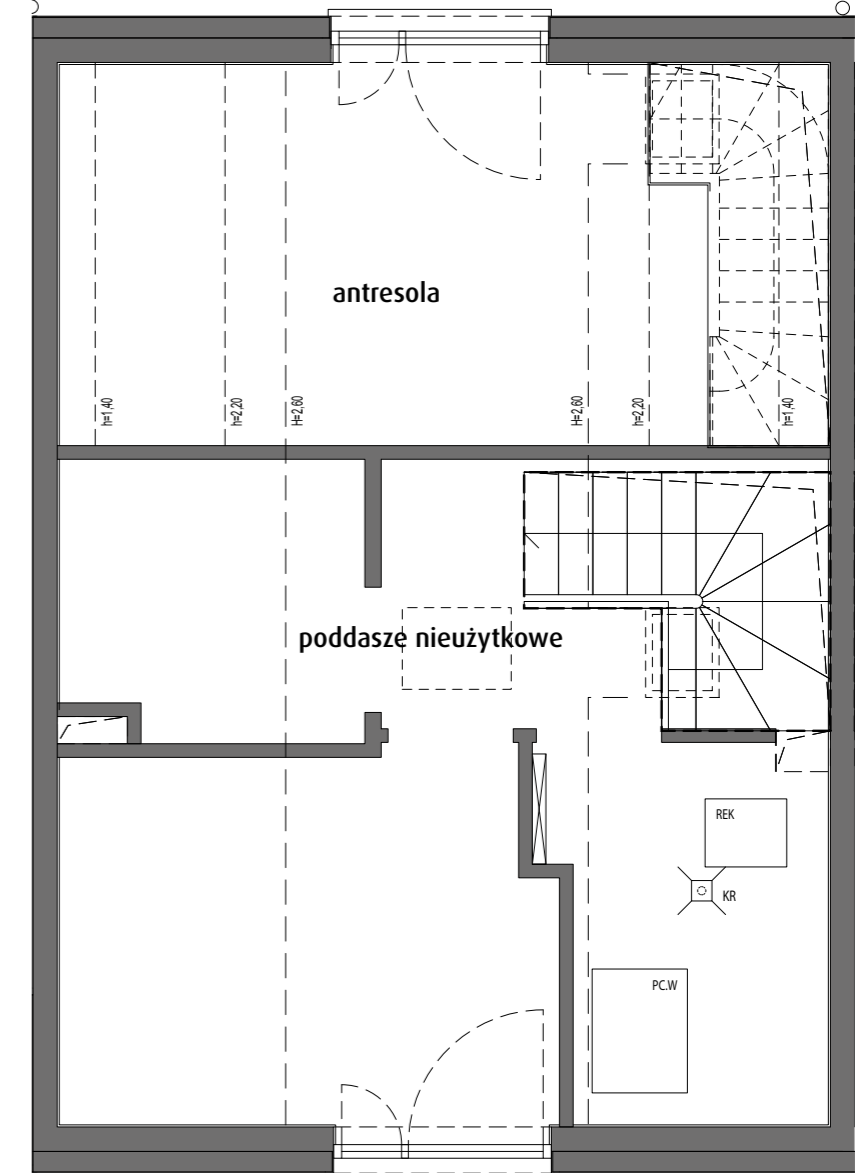 antresola
h=1,40
h=2,20
H=2,60
H=2,60
h=2,20
h=1,40
poddasze nieużytkowe
REK
KR
PC.W